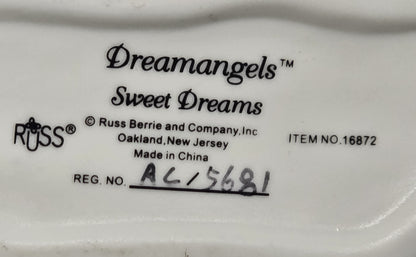 Dreamangels™
Sweet Dreams
© Russ Berrie and Company, Inc
Oakland, New Jersey
Made in China
RUSS®
ITEM NO.16872
REG. NO. AC/5681